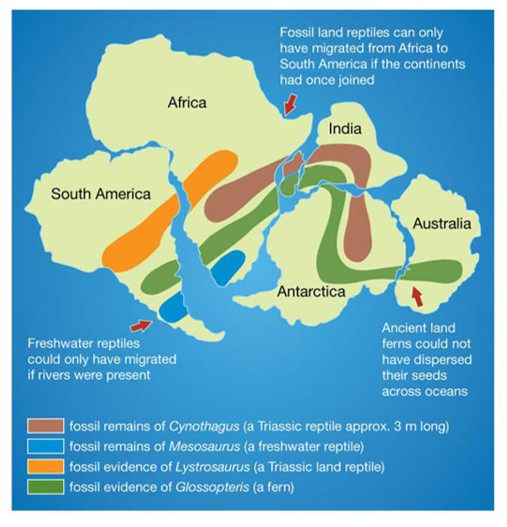 Fossil land reptiles can only
have migrated from Africa to
South America if the continents
had once joined
Africa
India
South America
Australia
Antarctica
Freshwater reptiles
could only have migrated
if rivers were present
Ancient land
ferns could not
have dispersed
their seeds
across oceans
fossil remains of Cynothagus (a Triassic reptile approx. 3 m long)
fossil remains of Mesosaurus (a freshwater reptile)
fossil evidence of Lystrosaurus (a Triassic land reptile)
fossil evidence of Glossopteris (a fern)